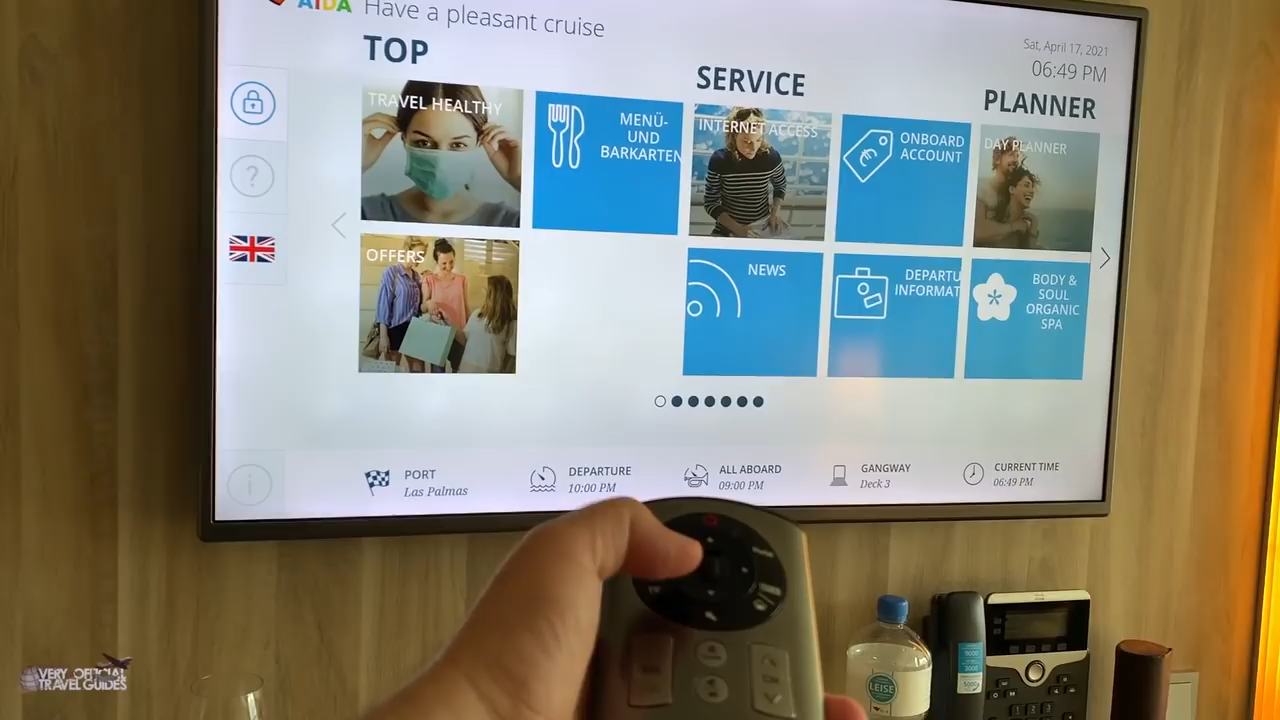 AIDA
Have a pleasant cruise
Sat, April 17, 2021
06:49 PM
TOP
SERVICE
PLANNER
TRAVEL HEALTHY
MENÜ-
UND
BARKARTEN
INTERNET ACCESS
ONBOARD
ACCOUNT
DAY PLANNER
OFFERS
NEWS
DEPARTU
INFORMAT
BODY &
SOUL
ORGANIC
SPA
PORT
Las Palmas
DEPARTURE
10:00 PM
ALL ABOARD
09:00 PM
GANGWAY
Deck 3
CURRENT TIME
06:49 PM
LEISE
VERY OFFICIAL
TRAVEL GUIDES